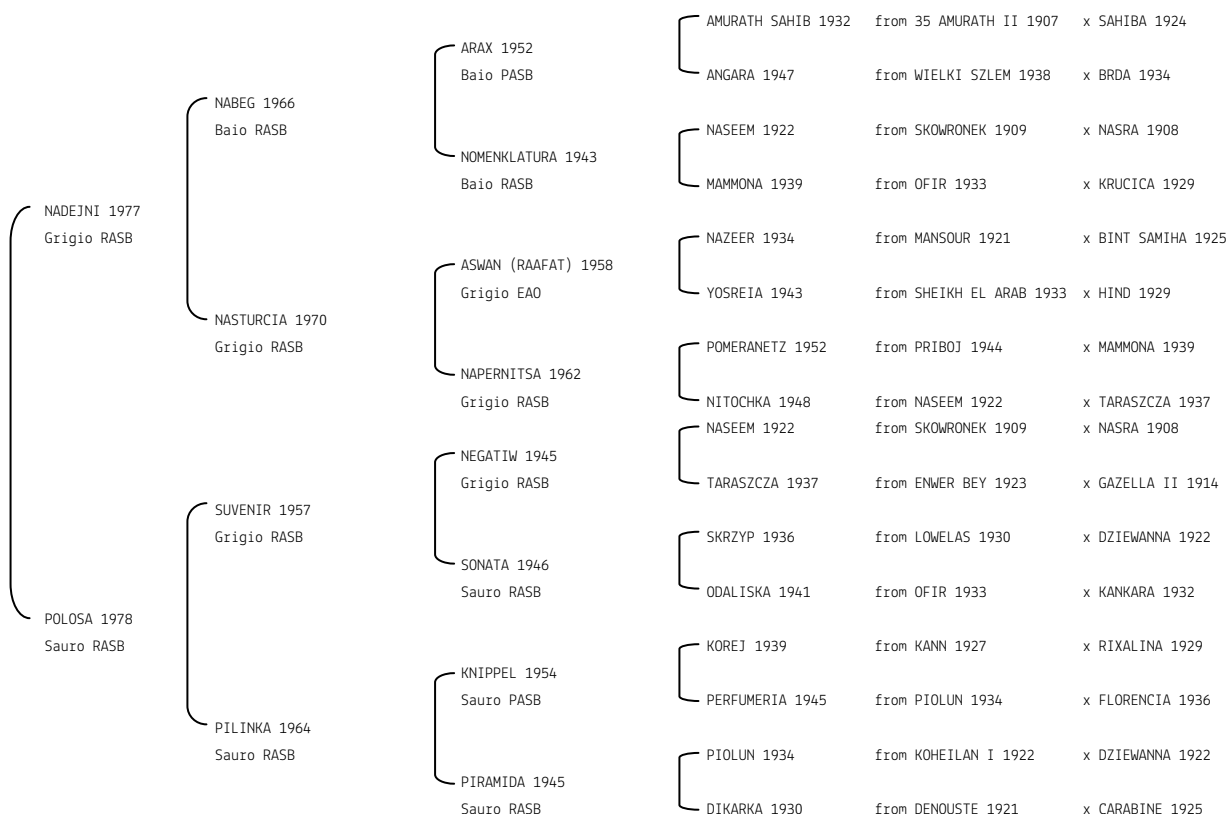 AMURATH SAHIB 1932 from 35 AMURATH II 1907 x SAHIBA 1924
ARAX 1952
Baio PASB
ANGARA 1947 from WIELKI SZLEM 1938 x BRDA 1934
NABEG 1966
Baio RASB
NASEEM 1922 from SKOWRONEK 1909 x NASRA 1908
NOMENKLATURA 1943
Baio RASB
MAMMONA 1939 from OFIR 1933 x KRUCICA 1929
NADEJNI 1977
Grigio RASB
NAZEER 1934 from MANSOUR 1921 x BINT SAMIHA 1925
ASWAN (RAAFAT) 1958
Grigio EAO
YOSREIA 1943 from SHEIKH EL ARAB 1933 x HIND 1929
NASTURCIA 1970
Grigio RASB
POMERANETZ 1952 from PRIBOJ 1944 x MAMMONA 1939
NAPERNITSA 1962
Grigio RASB
NITOCHKA 1948 from NASEEM 1922 x TARASZCZA 1937
NASEEM 1922 from SKOWRONEK 1909 x NASRA 1908
NEGATIW 1945
Grigio RASB
TARASZCZA 1937 from ENWER BEY 1923 x GAZELLA II 1914
SUVENIR 1957
Grigio RASB
SKRZYP 1936 from LOWELAS 1930 x DZIEWANNA 1922
SONATA 1946
Sauro RASB
ODALISKA 1941 from OFIR 1933 x KANKARA 1932
POLOSA 1978
Sauro RASB
KOREJ 1939 from KANN 1927 x RIXALINA 1929
KNIPPEL 1954
Sauro PASB
PERFUMERIA 1945 from PIOLUN 1934 x FLORENCIA 1936
PILINKA 1964
Sauro RASB
PIOLUN 1934 from KOHEILAN I 1922 x DZIEWANNA 1922
PIRAMIDA 1945
Sauro RASB
DIKARKA 1930 from DENOUSTE 1921 x CARABINE 1925